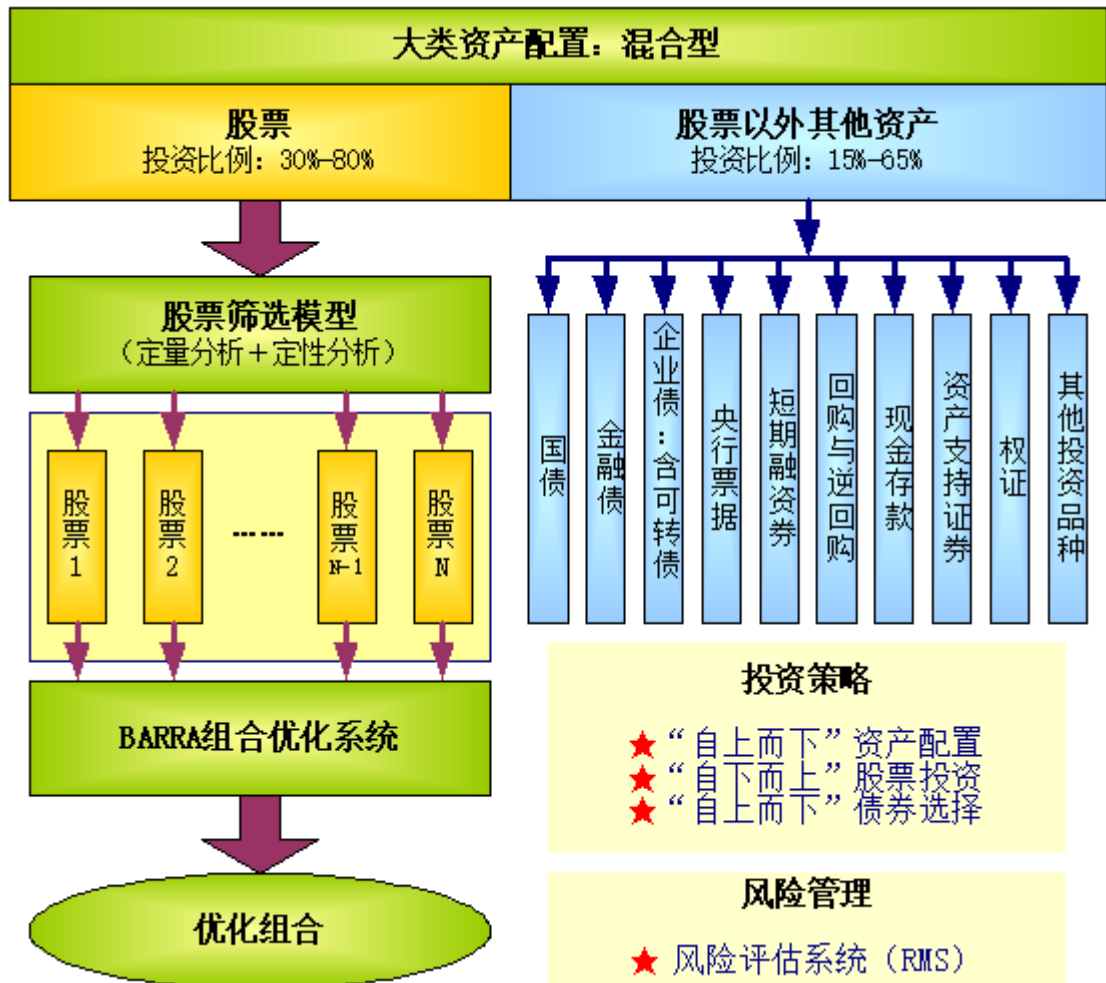 大类资产配置：混合型
股票
投资比例：30%-80%
股票以外其他资产
投资比例：15%-65%
股票筛选模型
（定量分析＋定性分析）
股票1
股票2
……
股票N-1
股票N
BARRA组合优化系统
优化组合
国债
金融债
企业债：含可转债
央行票据
短期融资券
回购与逆回购
现金存款
资产支持证券
权证
其他投资品种
投资策略
★“自上而下”资产配置
★“自下而上”股票投资
★“自上而下”债券选择
风险管理
★ 风险评估系统（RMS）